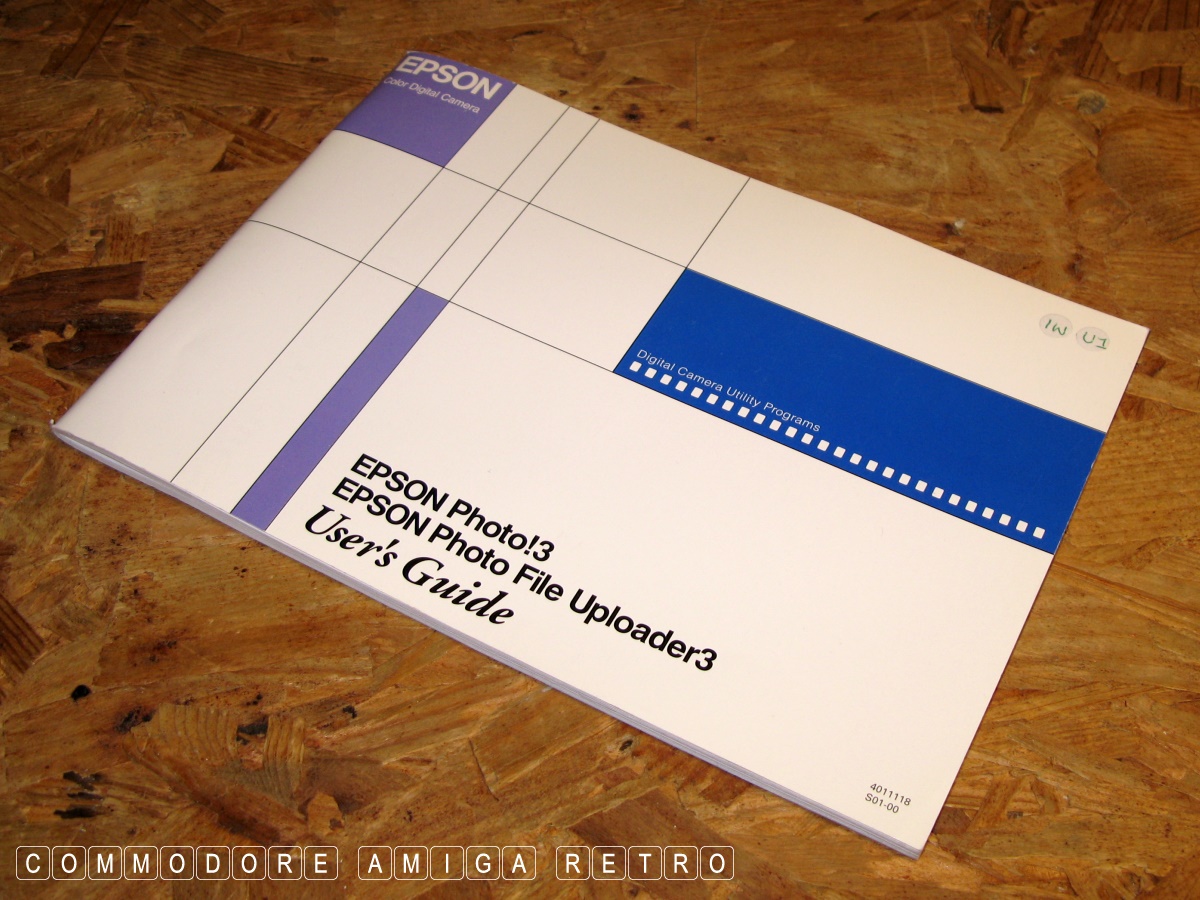 EPSON
Color Digital Camera
1W U1
Digital Camera Utility Programs
EPSON Photo!3
EPSON Photo File Uploader3
User's Guide
4011118
S01-00
COMMODORE AMIGA RETRO